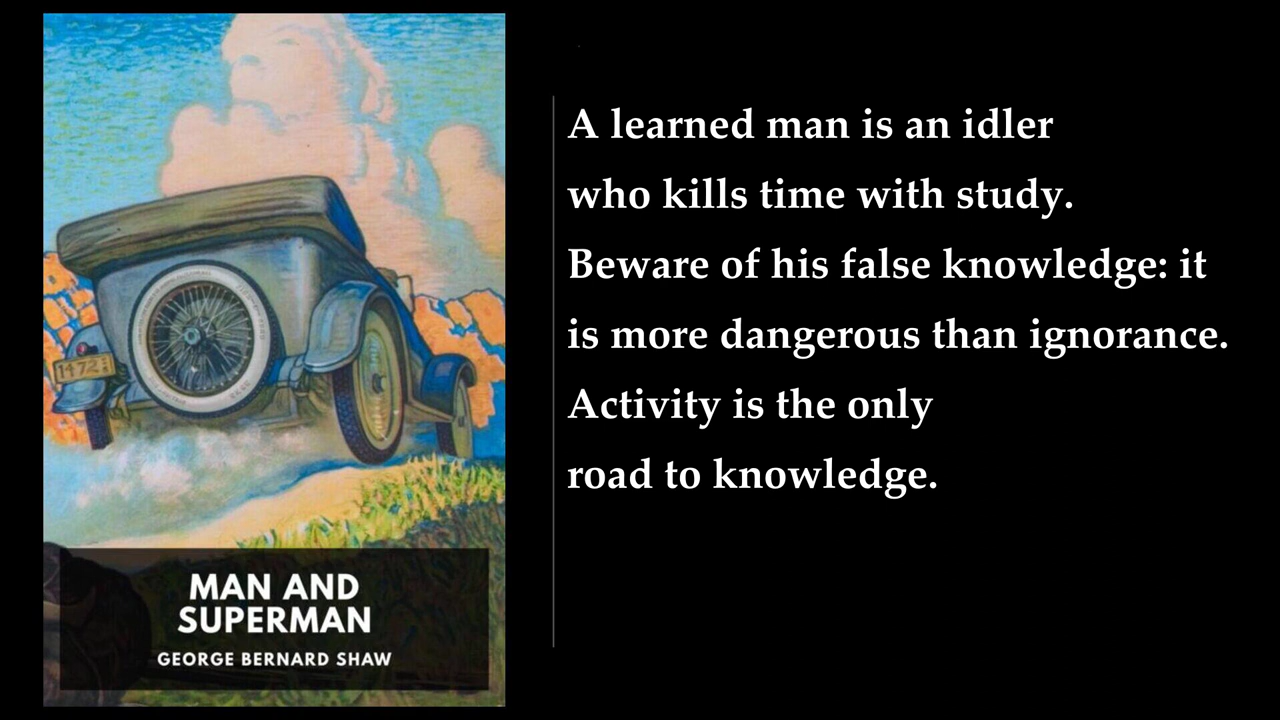 A learned man is an idler
who kills time with study.
Beware of his false knowledge: it
is more dangerous than ignorance.
Activity is the only
road to knowledge.
1472
MAN AND
SUPERMAN
GEORGE BERNARD SHAW